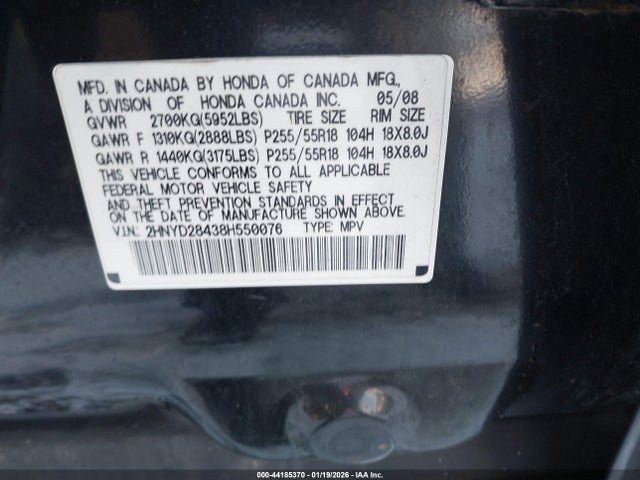 MFD. IN CANADA BY HONDA OF CANADA MFG.,
A DIVISION OF HONDA CANADA INC. 05/08
GVWR 2700KG(5952LBS) TIRE SIZE RIM SIZE
GAWR F 1310KG(2888LBS) P255/55R18 104H 18X8.0J
GAWR R 1440KG(3175LBS) P255/55R18 104H 18X8.0J
THIS VEHICLE CONFORMS TO ALL APPLICABLE
FEDERAL MOTOR VEHICLE SAFETY
AND THEFT PREVENTION STANDARDS IN EFFECT
ON THE DATE OF MANUFACTURE SHOWN ABOVE.
V.I.N.: 2HNYD28438H550076 TYPE: MPV
000-44185370 - 01/19/2026 - IAA Inc.